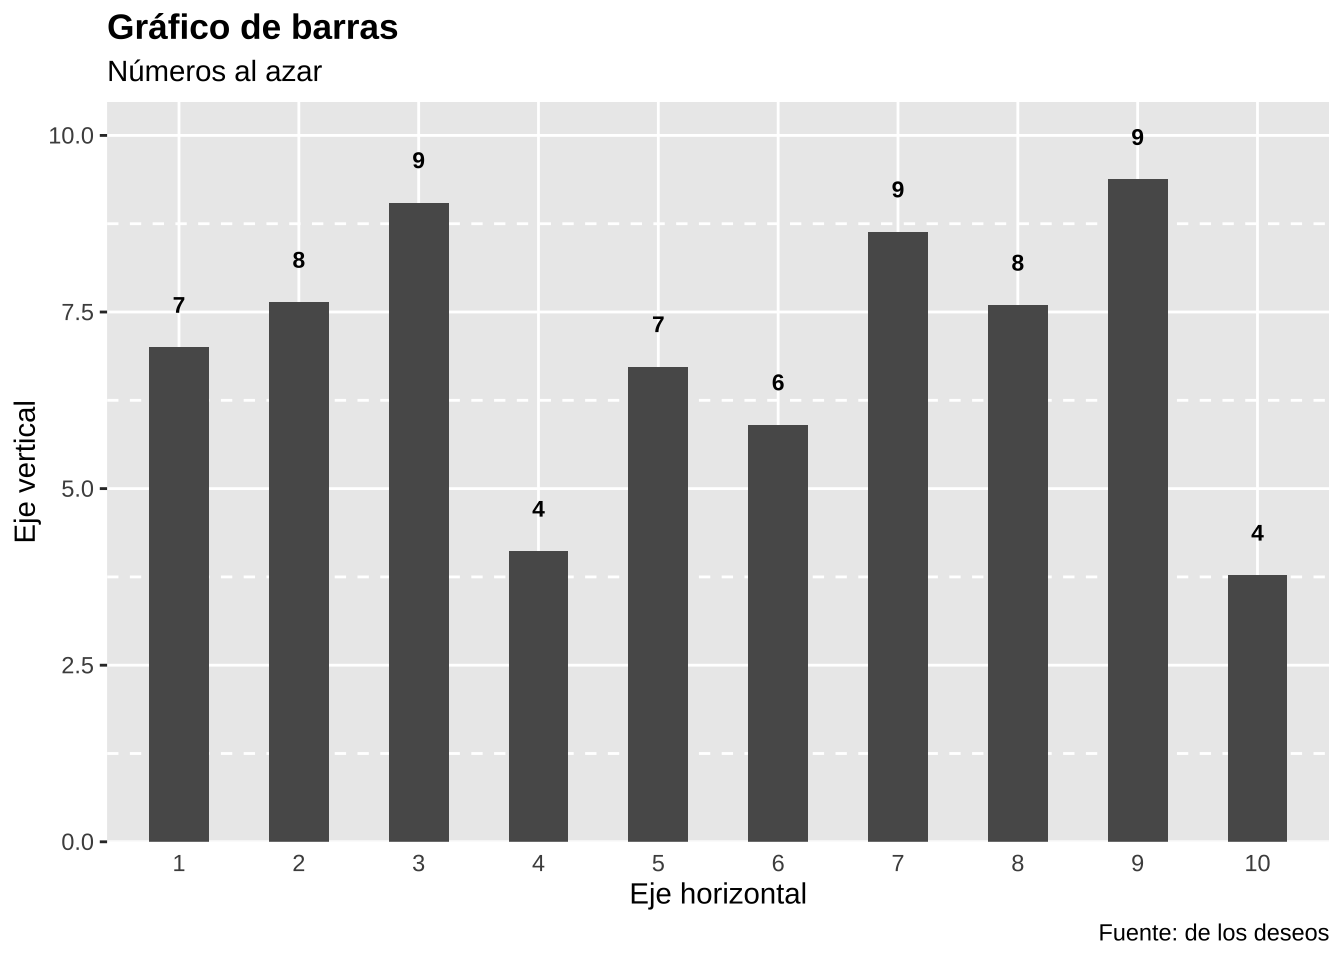 Gráfico de barras
Números al azar
Eje vertical
10.0
7.5
5.0
2.5
0.0
7
8
9
4
7
6
9
8
9
4
1 2 3 4 5 6 7 8 9 10
Eje horizontal
Fuente: de los deseos